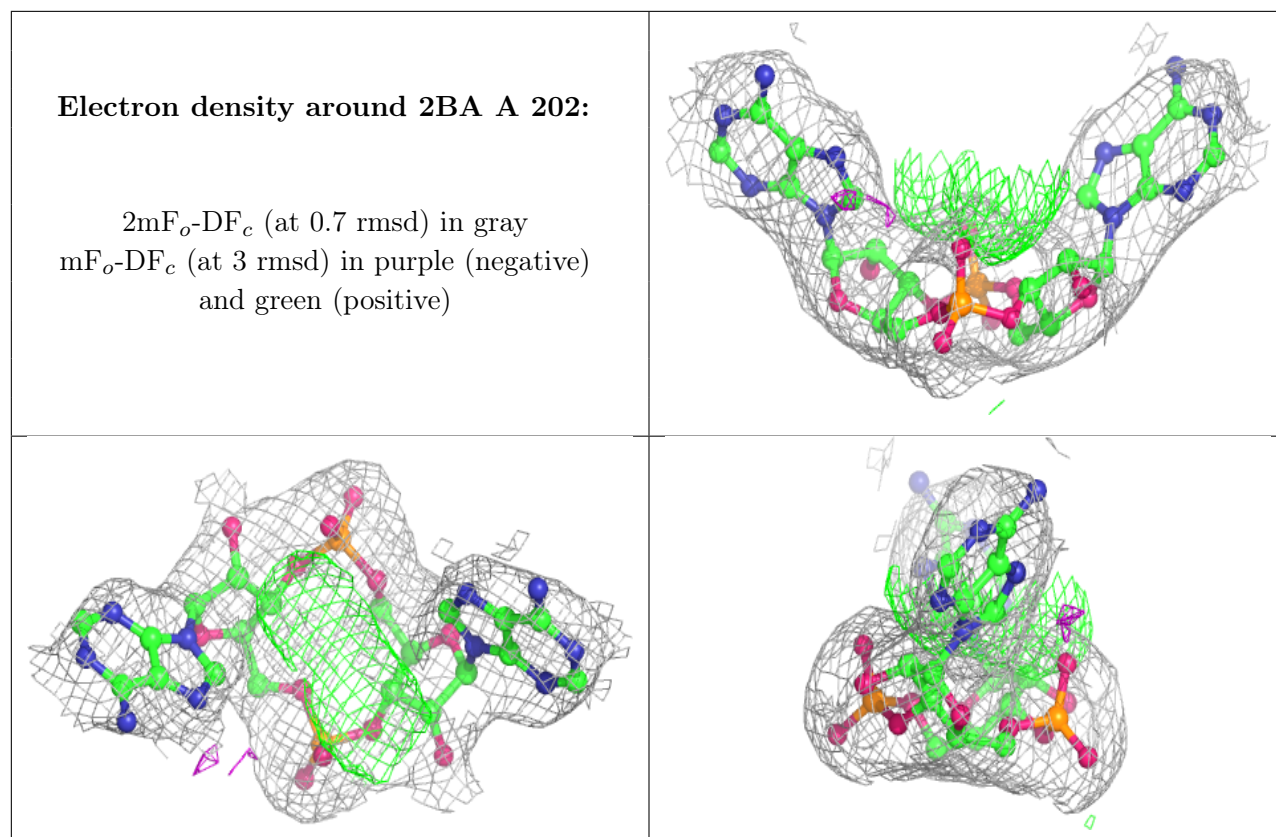 Electron density around 2BA A 202:
2mFo-DFc (at 0.7 rmsd) in gray
mFo-DFc (at 3 rmsd) in purple (negative)
and green (positive)